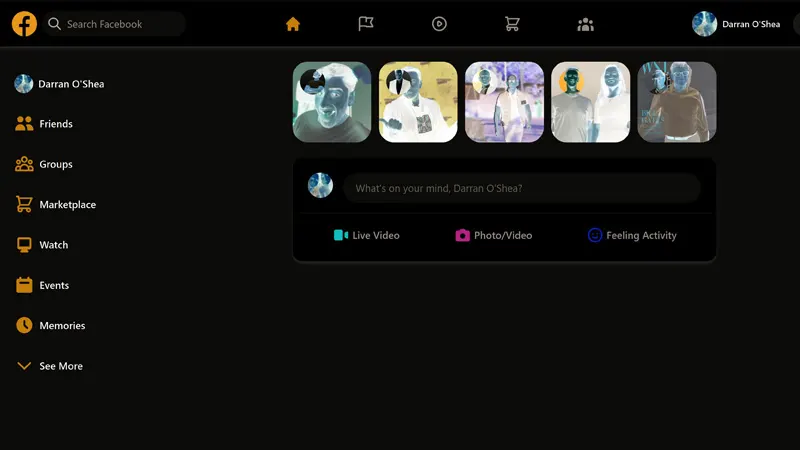 Search Facebook
Darran O'Shea
Darran O'Shea
Friends
Groups
Marketplace
Watch
Events
Memories
See More
What's on your mind, Darran O'Shea?
Live Video
Photo/Video
Feeling Activity